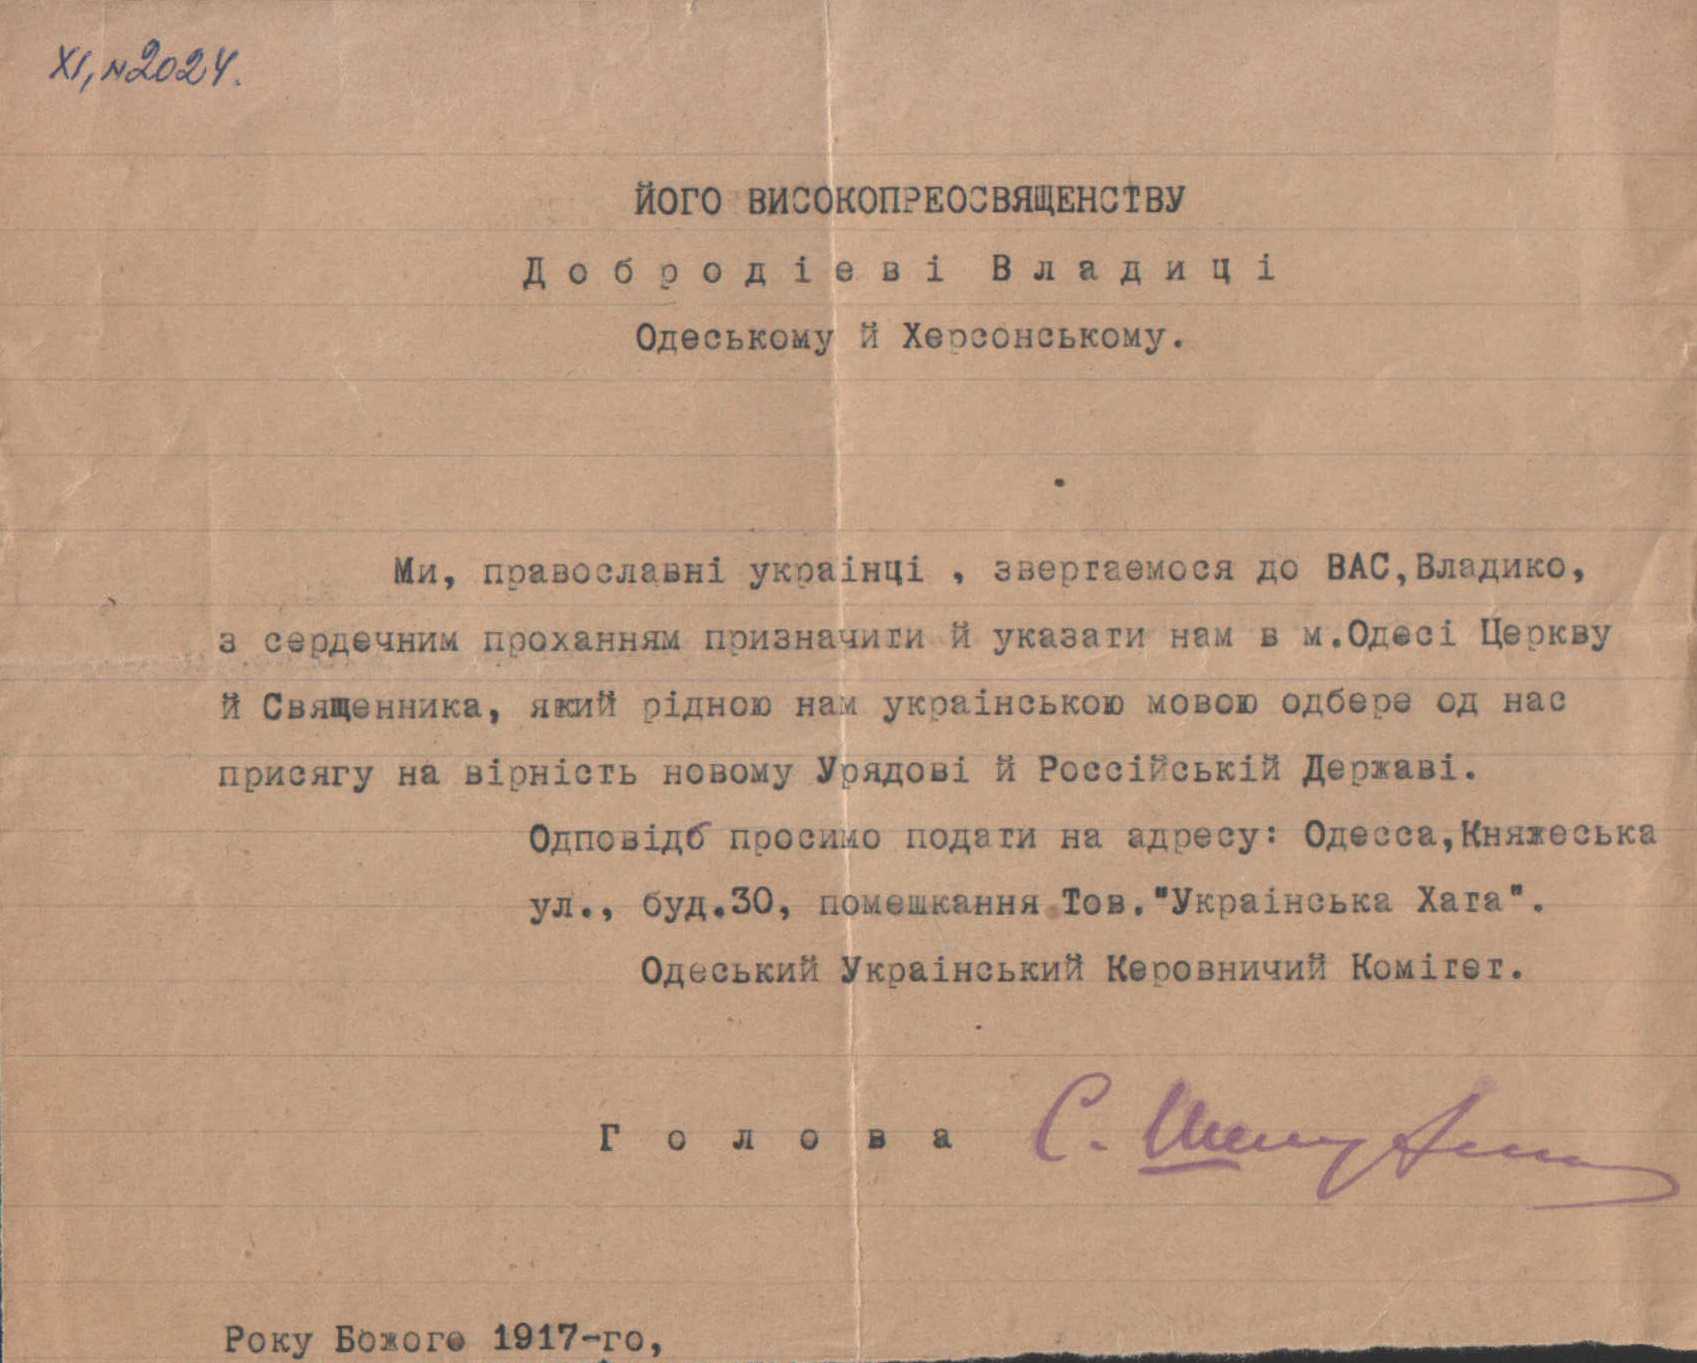 XI, № 2024.
ЙОГО ВИСОКОПРЕОСВЯЩЕНСТВУ
Добродіеві Владиці
Одеському й Херсонському.
Ми, православні украінці , звертаемося до ВАС,Владико,
з сердечним проханням призначити й указати нам в м.Одесі Церкву
й Священника, який рідною нам украінською мовою одбере од нас
присягу на вірність новому Урядові й Россійській Державі.
Одповідь просимо подати на адресу: Одесса,Княжеська
ул., буд.30, помешкання Тов."Украінська Хата".
Одеський Украінський Керовничий Комітет.
Голова С.
Року Божого 1917-го,